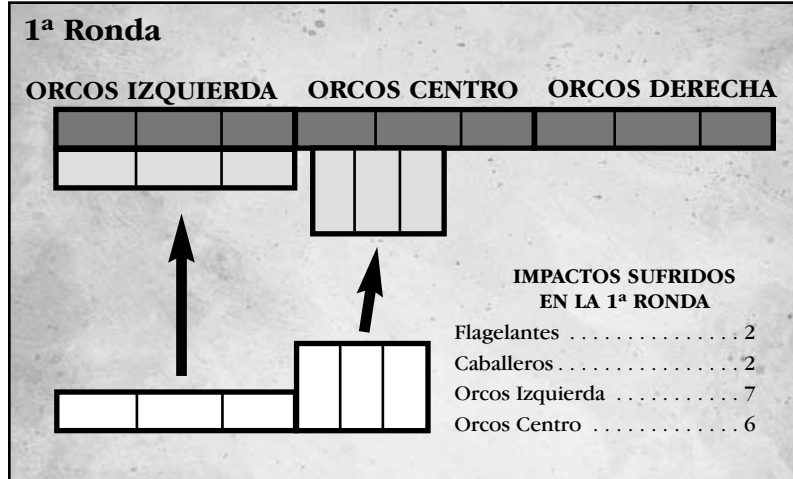 1ª Ronda
ORCOS IZQUIERDA ORCOS CENTRO ORCOS DERECHA
IMPACTOS SUFRIDOS
EN LA 1ª RONDA
Flagelantes . . . . . . . . . . . . . . . 2
Caballeros . . . . . . . . . . . . . . . . 2
Orcos Izquierda . . . . . . . . . . . . 7
Orcos Centro . . . . . . . . . . . . . . 6